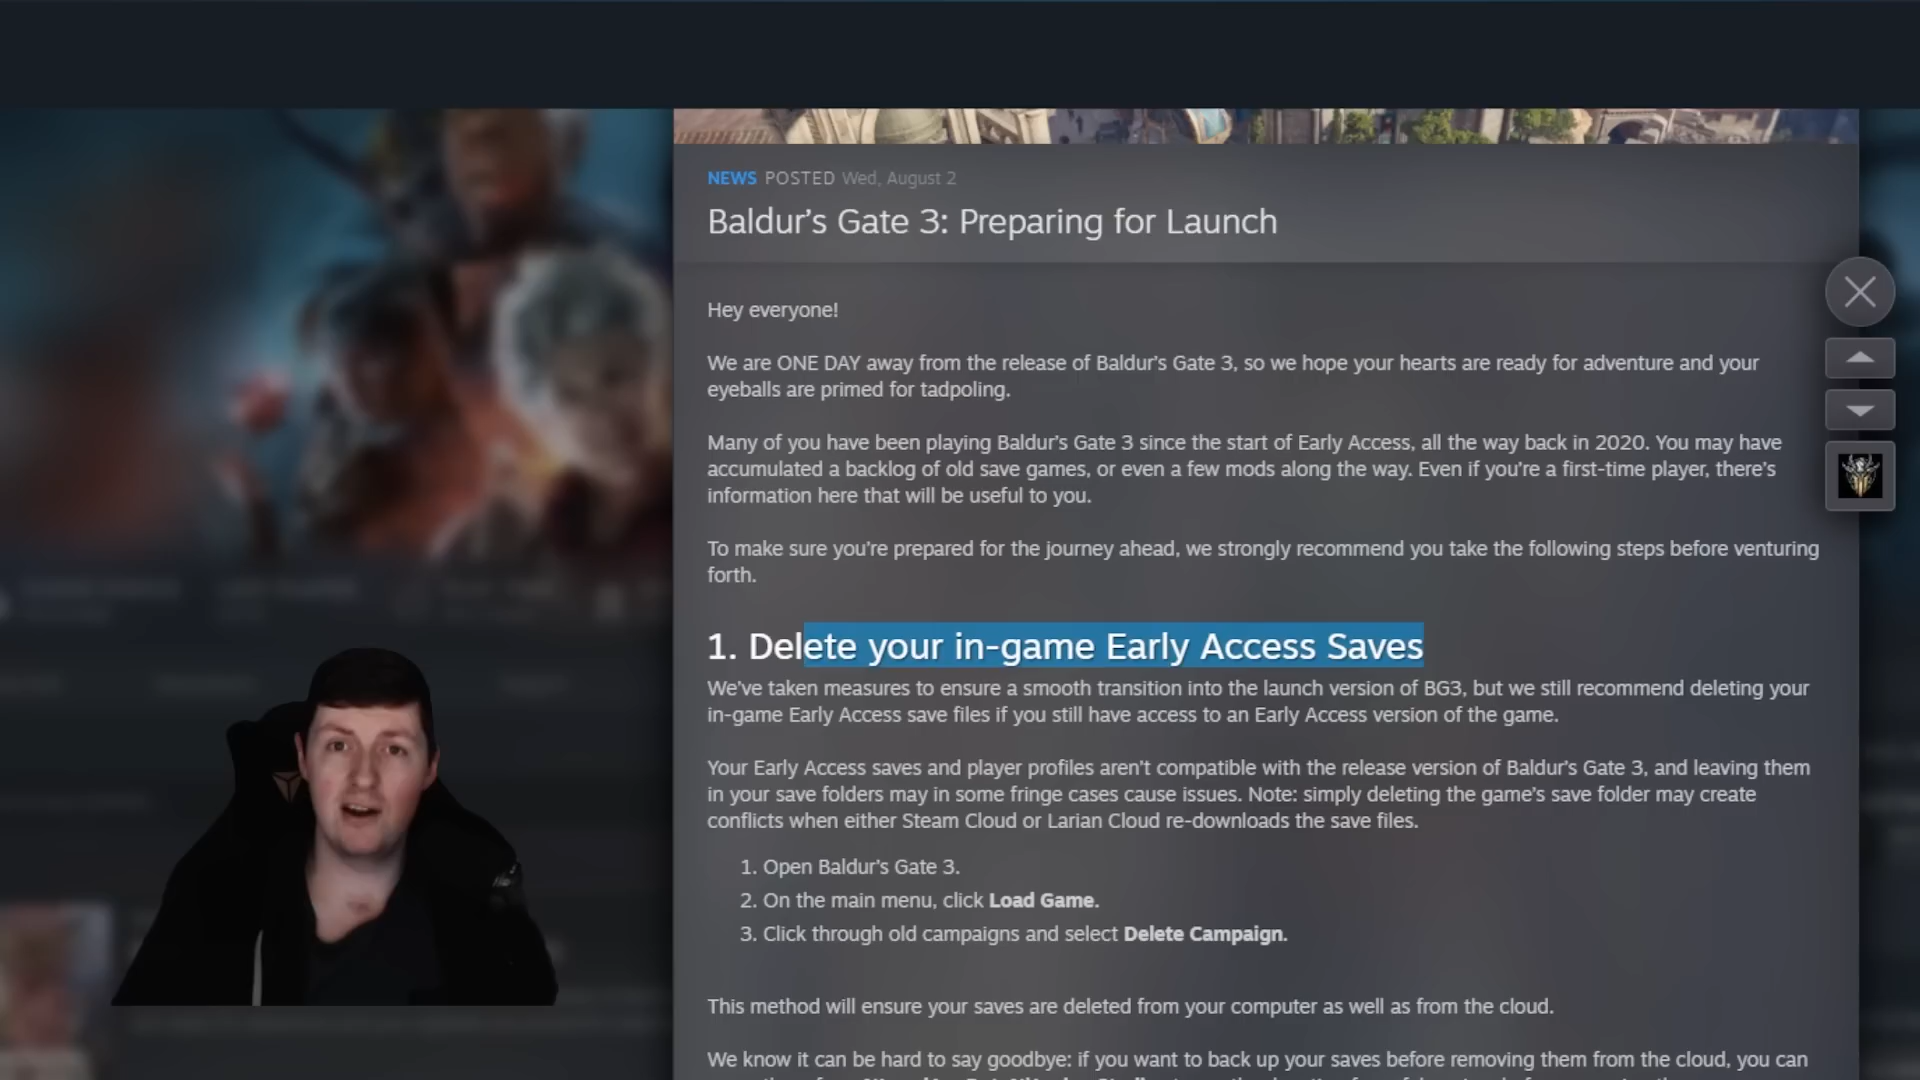 NEWS POSTED Wed, August 2
Baldur's Gate 3: Preparing for Launch
Hey everyone!
We are ONE DAY away from the release of Baldur's Gate 3, so we hope your hearts are ready for adventure and your
eyeballs are primed for tadpoling.
Many of you have been playing Baldur's Gate 3 since the start of Early Access, all the way back in 2020. You may have
accumulated a backlog of old save games, or even a few mods along the way. Even if you're a first-time player, there's
information here that will be useful to you.
To make sure you're prepared for the journey ahead, we strongly recommend you take the following steps before venturing
forth.
1. Delete your in-game Early Access Saves
We've taken measures to ensure a smooth transition into the launch version of BG3, but we still recommend deleting your
in-game Early Access save files if you still have access to an Early Access version of the game.
Your Early Access saves and player profiles aren't compatible with the release version of Baldur's Gate 3, and leaving them
in your save folders may in some fringe cases cause issues. Note: simply deleting the game's save folder may create
conflicts when either Steam Cloud or Larian Cloud re-downloads the save files.
1. Open Baldur's Gate 3.
2. On the main menu, click Load Game.
3. Click through old campaigns and select Delete Campaign.
This method will ensure your saves are deleted from your computer as well as from the cloud.
We know it can be hard to say goodbye: if you want to back up your saves before removing them from the cloud, you can